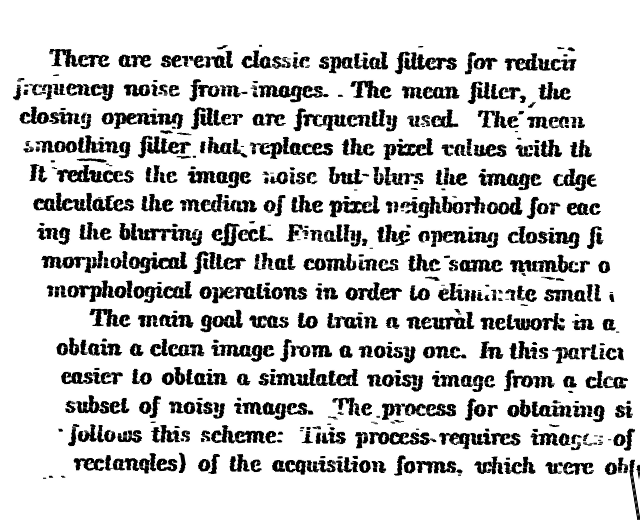 There are several classic spatial filters for reducin
frequency noise from images. The mean filter, the
closing opening filter are frequently used. The mean
smoothing filter that replaces the pixel values with th
It reduces the image noise but blurs the image edge
calculates the median of the pixel neighborhood for eac
ing the blurring effect. Finally, the opening closing fi
morphological filter that combines the same number o
morphological operations in order to eliminate small
The main goal was to train a neural network in a
obtain a clean image from a noisy one. In this particu
easier to obtain a simulated noisy image from a clea
subset of noisy images. The process for obtaining si
follows this scheme: This process requires images of
rectangles) of the acquisition forms, which were obt